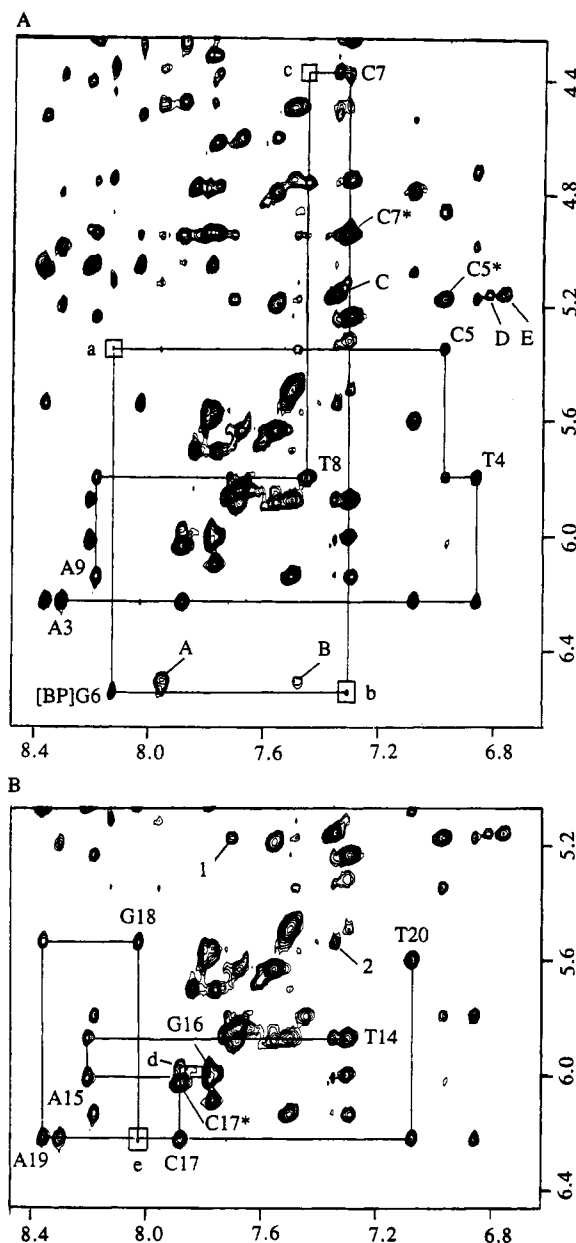 A
c
C7
4.4
4.8
C7*
C
C5*
5.2
D E
a
C5
5.6
T8
T4
6.0
A9
A3
A
B
6.4
[BP]G6
b
8.4 8.0 7.6 7.2 6.8
B
1
5.2
G18
T20
2
5.6
G16
T14
d
6.0
A15
C17*
A19
e
C17
6.4
8.4 8.0 7.6 7.2 6.8